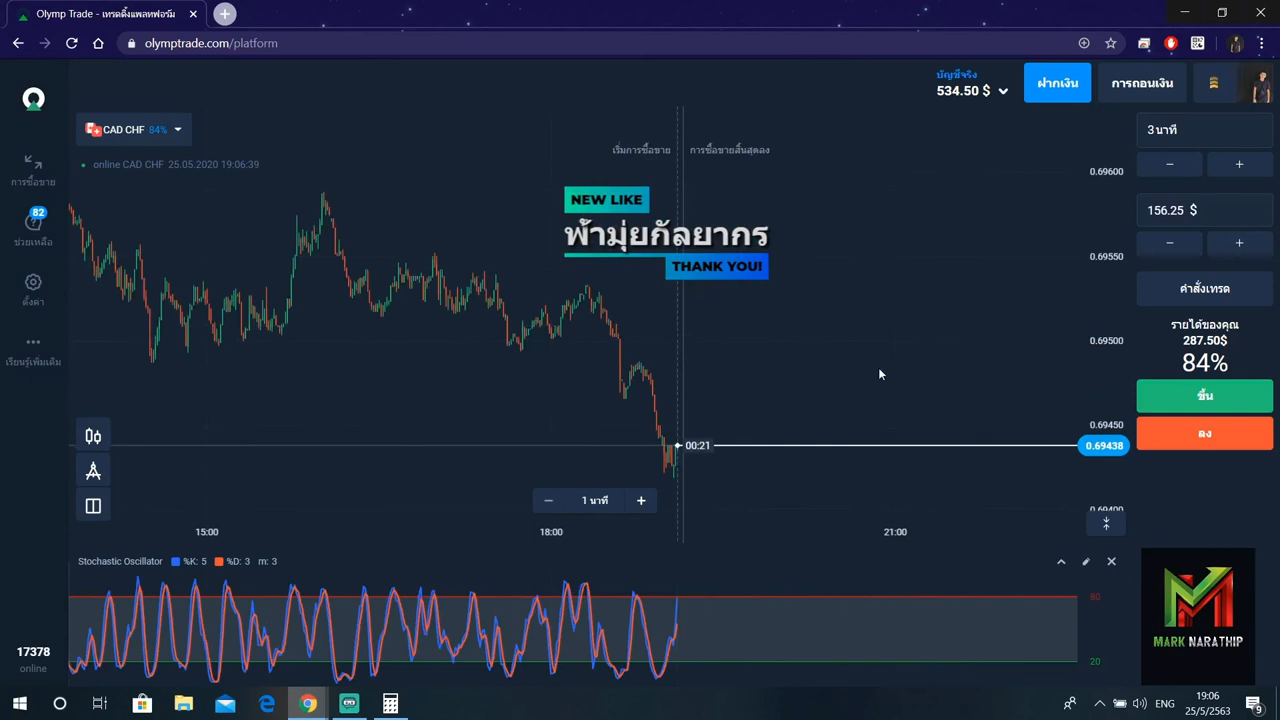 Olymp Trade - เทรดดิ้งแพลทฟอร์ม
olymptrade.com/platform
บัญชีจริง
534.50 $
ฝากเงิน
การถอนเงิน
CAD CHF 84%
online CAD CHF 25.05.2020 19:06:39
การซื้อขาย
82
ช่วยเหลือ
ตั้งค่า
เรียนรู้เพิ่มเติม
เริ่มการซื้อขาย
การซื้อขายสิ้นสุดลง
NEW LIKE
ฟ้ามุ่ยกัลยากร
THANK YOU!
0.69600
0.69550
0.69500
0.69450
0.69438
0.69400
00:21
1 นาที
15:00
18:00
21:00
3 นาที
156.25 $
คำสั่งเทรด
รายได้ของคุณ
287.50$
84%
ขึ้น
ลง
Stochastic Oscillator %K: 5 %D: 3 m: 3
80
20
17378
online
MARK NARATHIP
ENG
19:06
25/5/2563
9